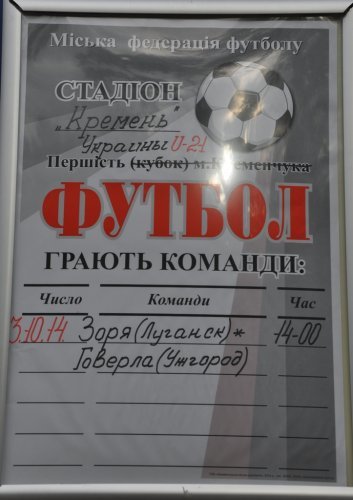 Міська федерація футболу
СТАДІОН
"Кремень"
Украины U-21
Першість (кубок) м. Кременчука
ФУТБОЛ
ГРАЮТЬ КОМАНДИ:
Число Команди Час
3.10.14. Зоря (Луганск)* 14-00
Говерла (Ужгород)